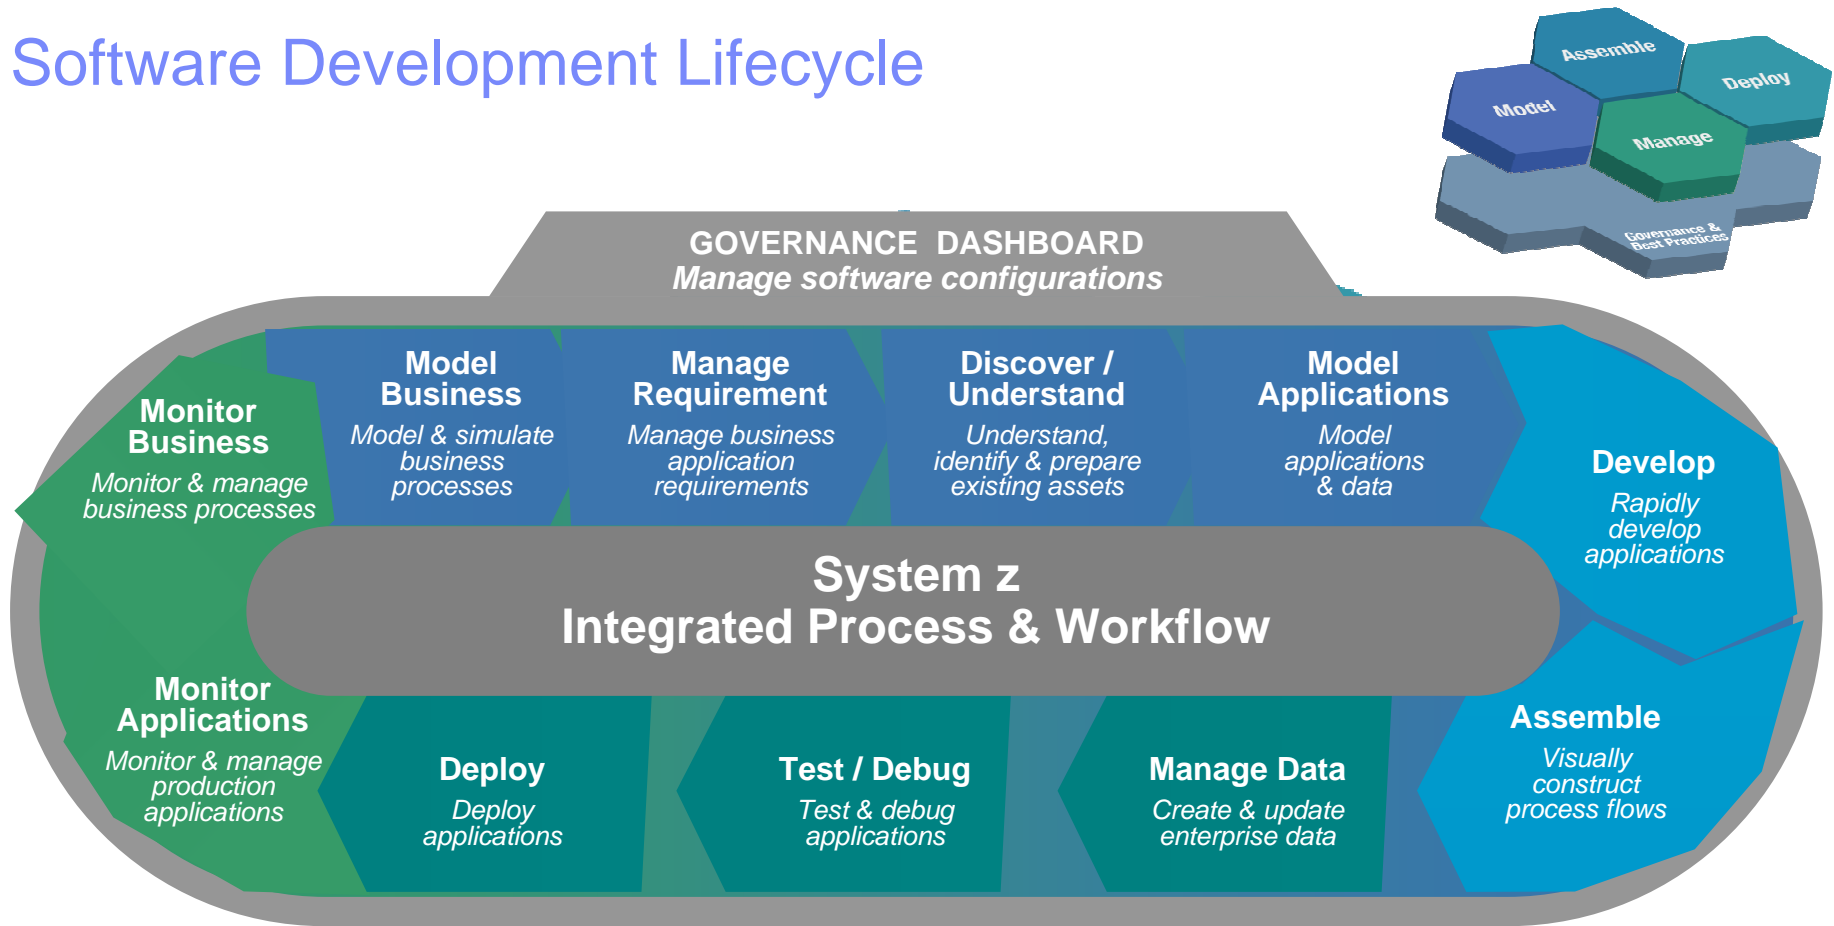 Software Development Lifecycle
Assemble
Deploy
Model
Manage
Governance &
Best Practices
GOVERNANCE DASHBOARD
Manage software configurations
Monitor
Business
Monitor & manage
business processes
Model
Business
Model & simulate
business
processes
Manage
Requirement
Manage business
application
requirements
Discover /
Understand
Understand,
identify & prepare
existing assets
Model
Applications
Model
applications
& data
Develop
Rapidly
develop
applications
System z
Integrated Process & Workflow
Monitor
Applications
Monitor & manage
production
applications
Deploy
Deploy
applications
Test / Debug
Test & debug
applications
Manage Data
Create & update
enterprise data
Assemble
Visually
construct
process flows